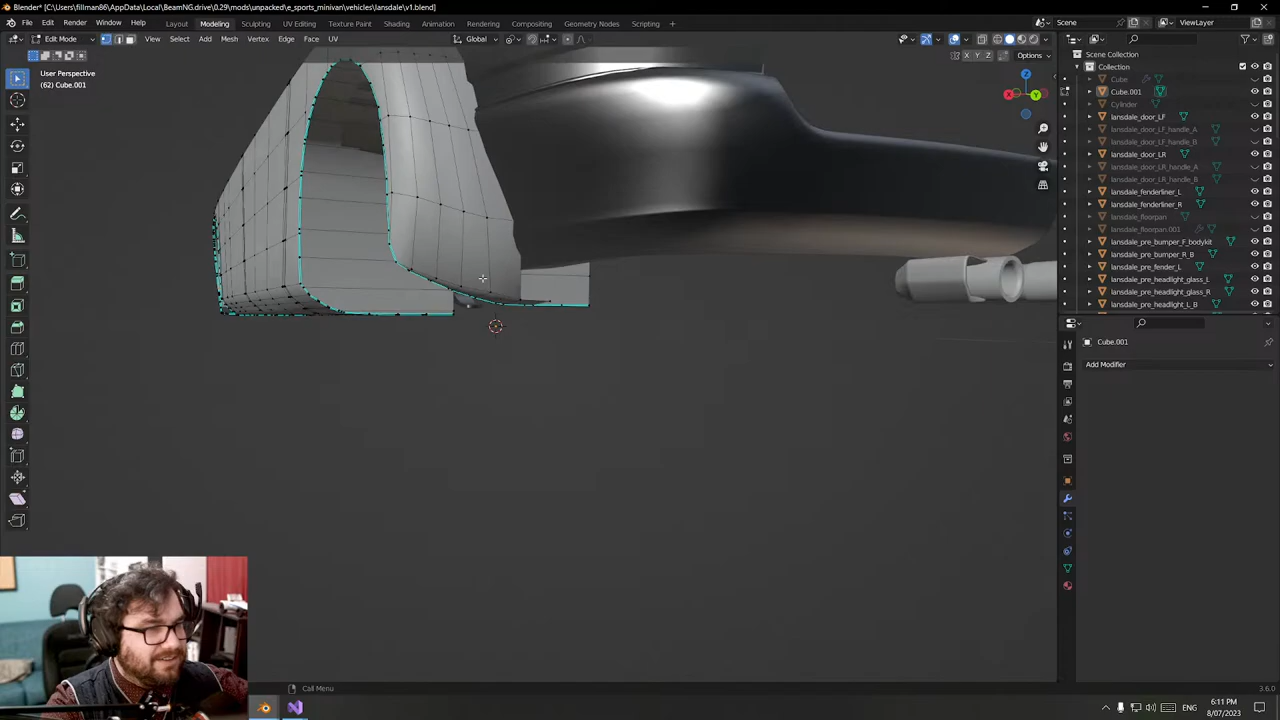 Blender* [C:\Users\fillman86\AppData\Local\BeamNG.drive\0.29\mods\unpacked\e_sports_minivan\vehicles\lansdale\v1.blend]
File Edit Render Window Help Layout Modeling Sculpting UV Editing Texture Paint Shading Animation Rendering Compositing Geometry Nodes Scripting + Scene ViewLayer
Edit Mode View Select Add Mesh Vertex Edge Face UV Global
X Y Z Options
User Perspective
(62) Cube.001
Scene Collection
Collection
Cube
Cube.001
Cylinder
lansdale_door_LF
lansdale_door_LF_handle_A
lansdale_door_LF_handle_B
lansdale_door_LR
lansdale_door_LR_handle_A
lansdale_door_LR_handle_B
lansdale_fenderliner_L
lansdale_fenderliner_R
lansdale_floorpan
lansdale_floorpan.001
lansdale_pre_bumper_F_bodykit
lansdale_pre_bumper_R_B
lansdale_pre_fender_L
lansdale_pre_headlight_glass_L
lansdale_pre_headlight_glass_R
lansdale_pre_headlight_L_B
Cube.001
Add Modifier
Call Menu
3.6.0
ENG
6:11 PM
8/07/2023